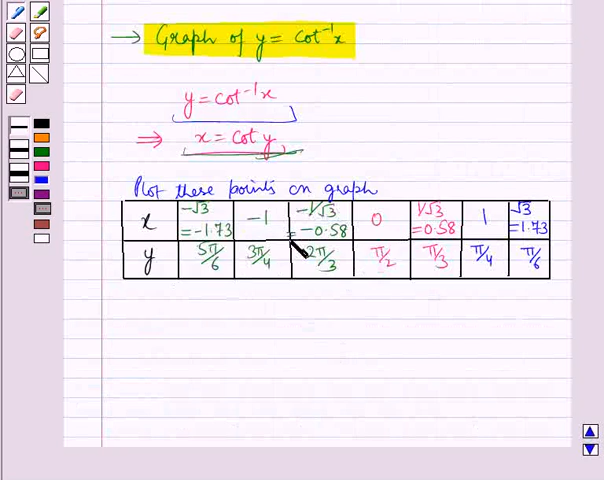 → Graph of y = cot⁻¹x
y = cot⁻¹x
⇒ x = cot y
Plot these points on graph
x | -√3 = -1.73 | -1 | -1/√3 = -0.58 | 0 | 1/√3 = 0.58 | 1 | √3 = 1.73
y | 5π/6 | 3π/4 | 2π/3 | π/2 | π/3 | π/4 | π/6